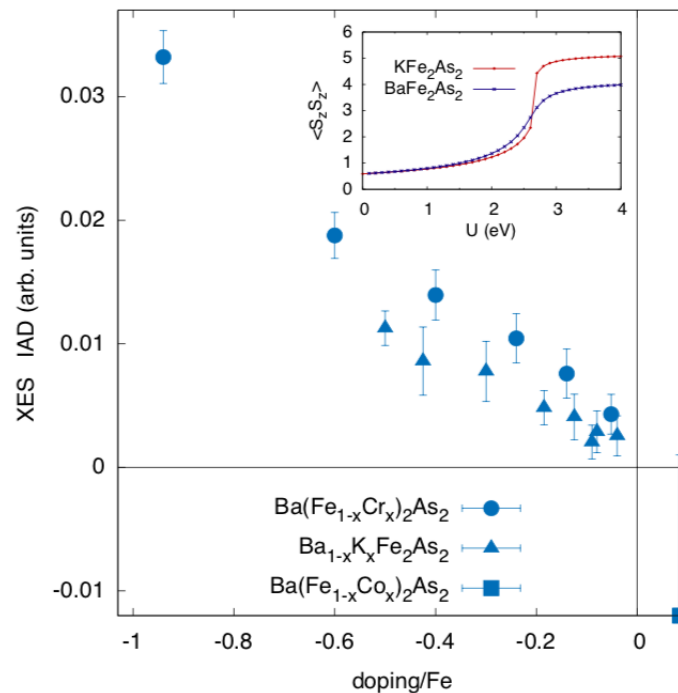 0.03
0.02
0.01
0
-0.01
XES IAD (arb. units)
6
5
4
3
2
1
0
<S_zS_z>
KFe₂As₂
BaFe₂As₂
0 1 2 3 4
U (eV)
Ba(Fe₁₋ₓCrₓ)₂As₂
Ba₁₋ₓKₓFe₂As₂
Ba(Fe₁₋ₓCoₓ)₂As₂
-1 -0.8 -0.6 -0.4 -0.2 0
doping/Fe